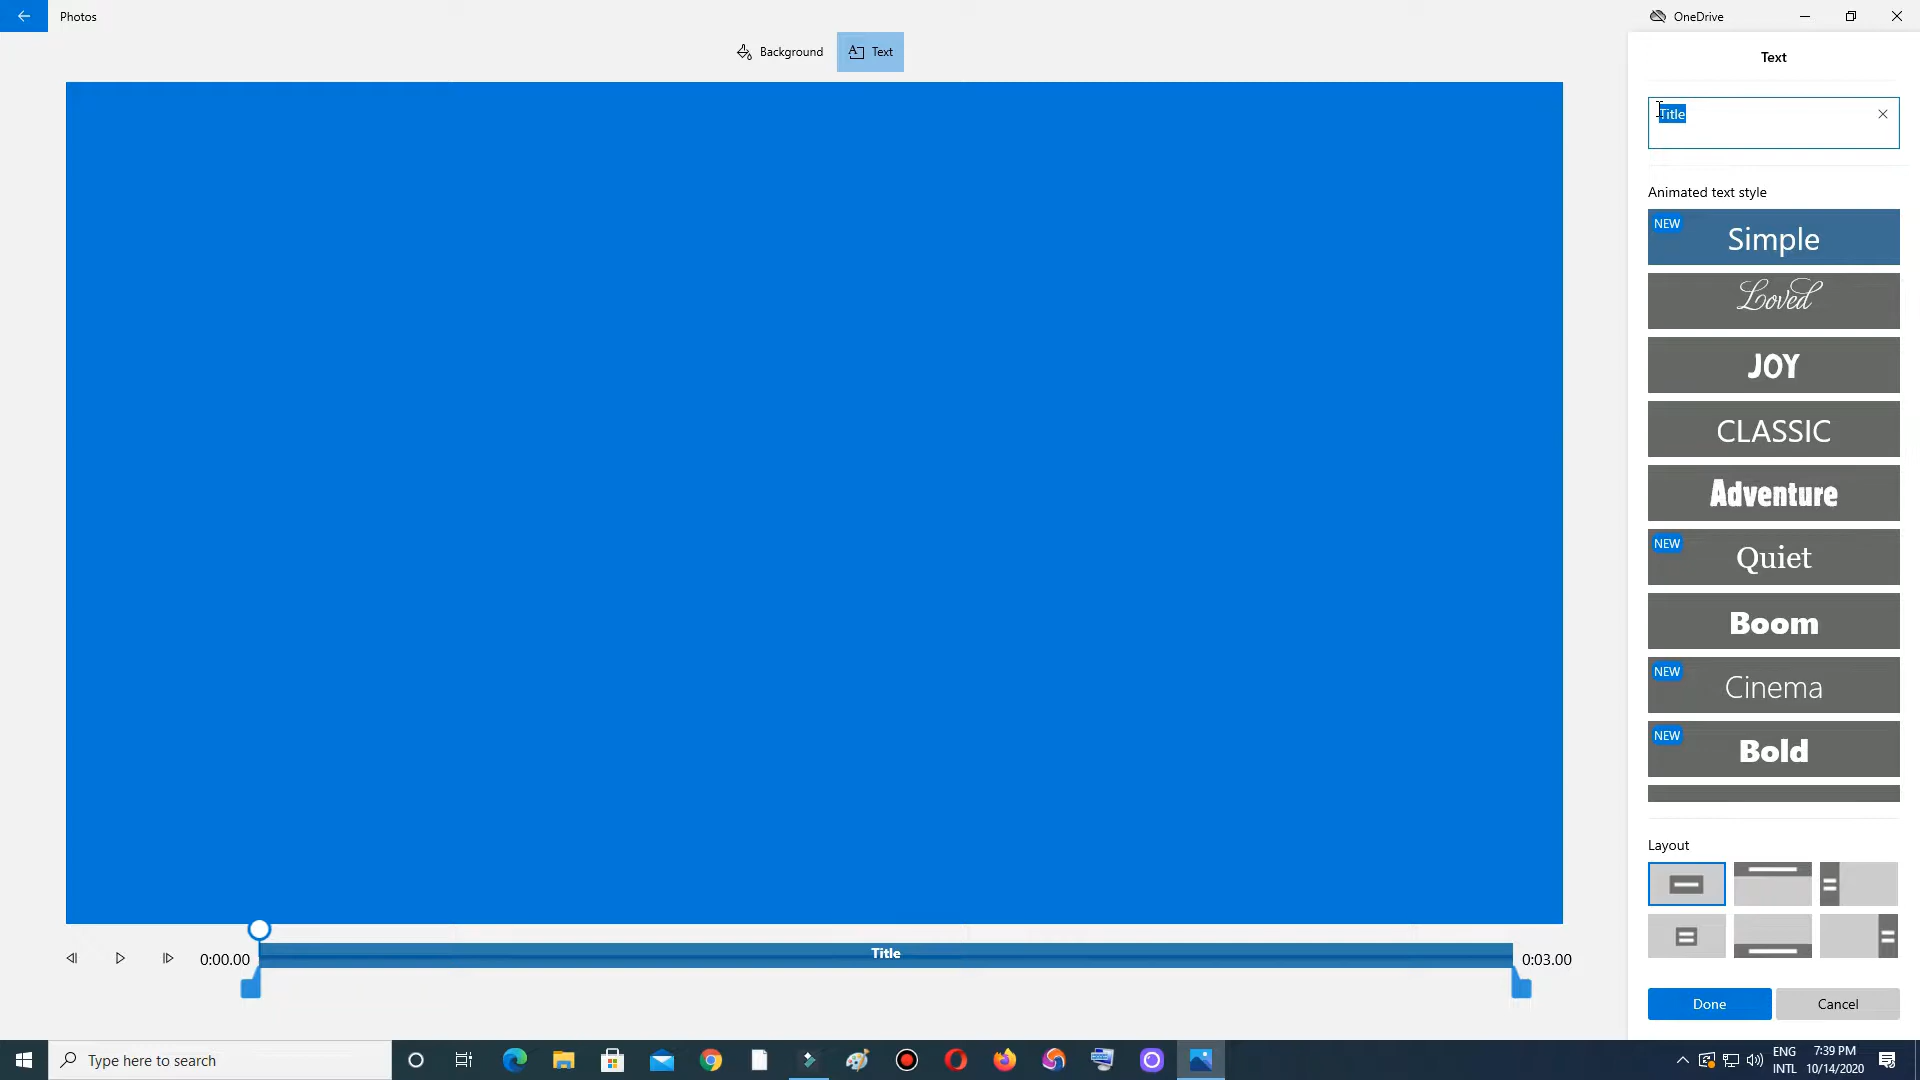 Photos
OneDrive
Background
Text
Text
Title
Animated text style
NEW
Simple
Loved
JOY
CLASSIC
Adventure
NEW
Quiet
Boom
NEW
Cinema
NEW
Bold
Layout
Title
0:00.00
0:03.00
Done
Cancel
Type here to search
ENG
INTL
7:39 PM
10/14/2020